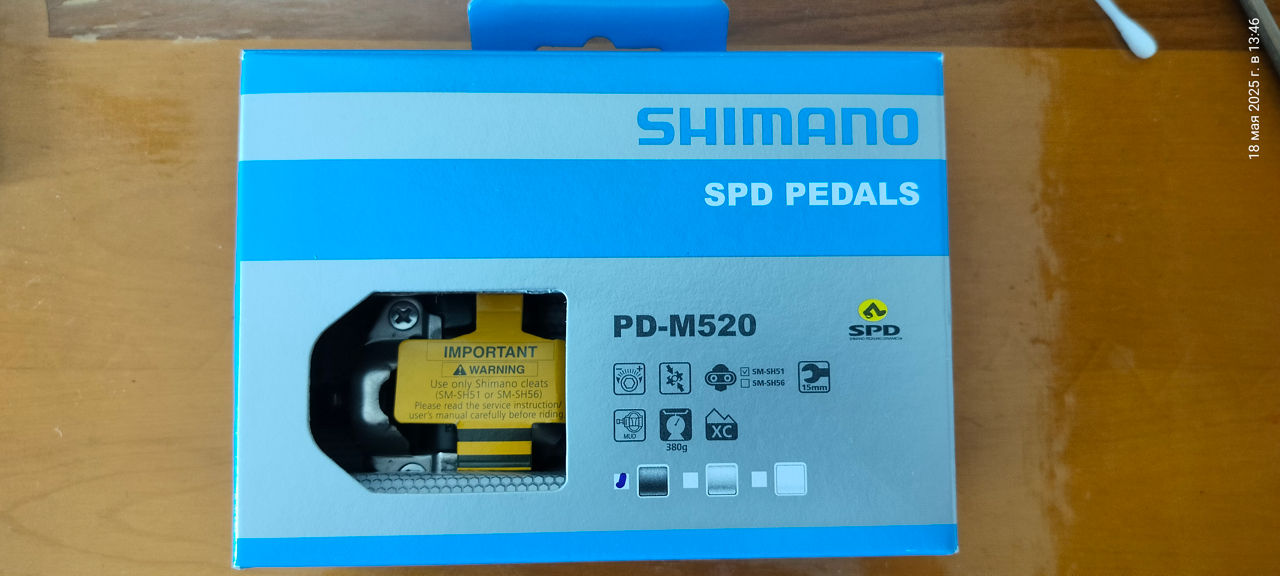 SHIMANO
SPD PEDALS
PD-M520
SPD
IMPORTANT
WARNING
Use only Shimano cleats
(SM-SH51 or SM-SH56)
Please read the service instruction/
user's manual carefully before riding.
SM-SH51
SM-SH56
15mm
MUD
380g
XC
18 мая 2025 г. в 13:46